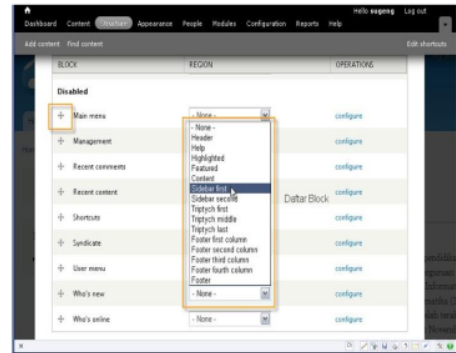 Hello sugeng Log out
Dashboard Content Structure Appearance People Modules Configuration Reports Help
Add content Find content Edit shortcuts
BLOCK REGION OPERATIONS
Disabled
Main menu - None - configure
- None -
Header
Management configure
Help
Highlighted
Recent comments Featured configure
Content
Recent content Sidebar first configure
Sidebar second Daftar Block
Triptych first
Shortcuts Triptych middle configure
Triptych last
Footer first column
Syndicate Footer second column configure
Footer third column
User menu Footer fourth column configure
Footer
Who's new - None - configure
Who's online - None - configure